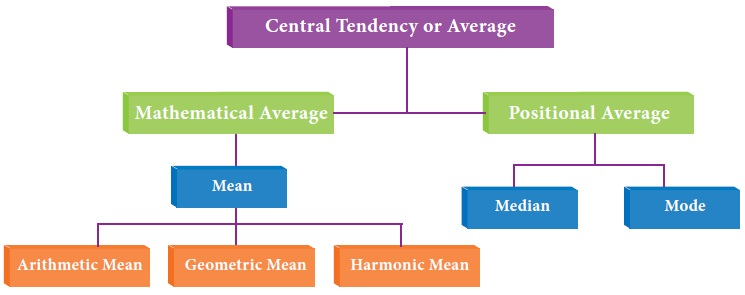 Central Tendency or Average
Mathematical Average
Positional Average
Mean
Median
Mode
Arithmetic Mean
Geometric Mean
Harmonic Mean